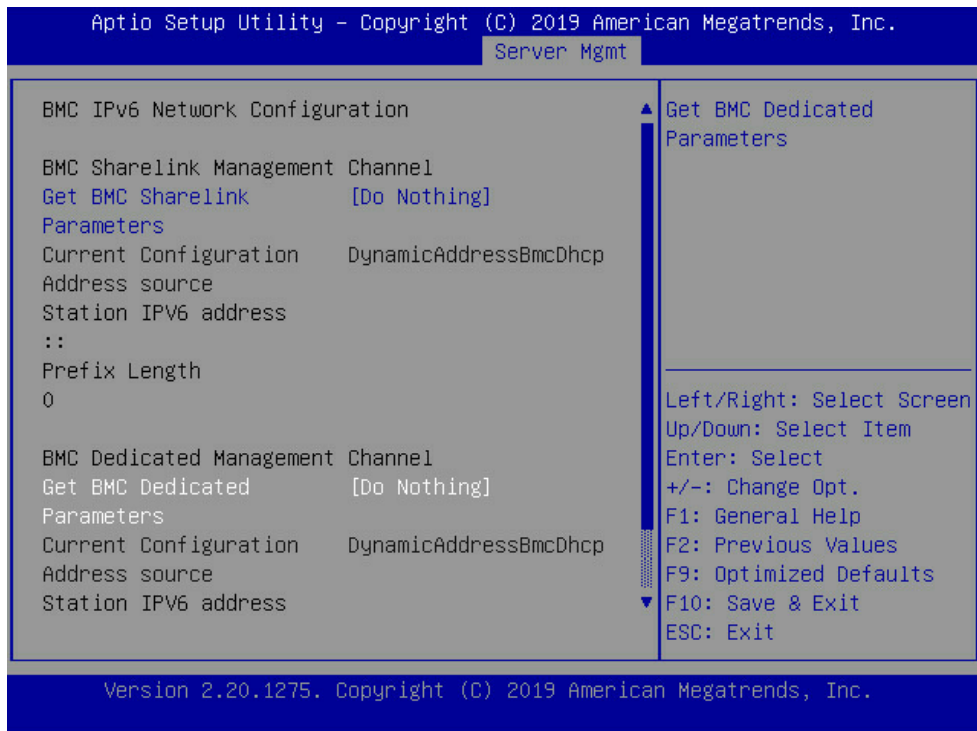 Aptio Setup Utility – Copyright (C) 2019 American Megatrends, Inc.
Server Mgmt
BMC IPv6 Network Configuration
BMC Sharelink Management Channel
Get BMC Sharelink [Do Nothing]
Parameters
Current Configuration DynamicAddressBmcDhcp
Address source
Station IPV6 address
::
Prefix Length
0
BMC Dedicated Management Channel
Get BMC Dedicated [Do Nothing]
Parameters
Current Configuration DynamicAddressBmcDhcp
Address source
Station IPV6 address
Get BMC Dedicated
Parameters
Left/Right: Select Screen
Up/Down: Select Item
Enter: Select
+/-: Change Opt.
F1: General Help
F2: Previous Values
F9: Optimized Defaults
F10: Save & Exit
ESC: Exit
Version 2.20.1275. Copyright (C) 2019 American Megatrends, Inc.